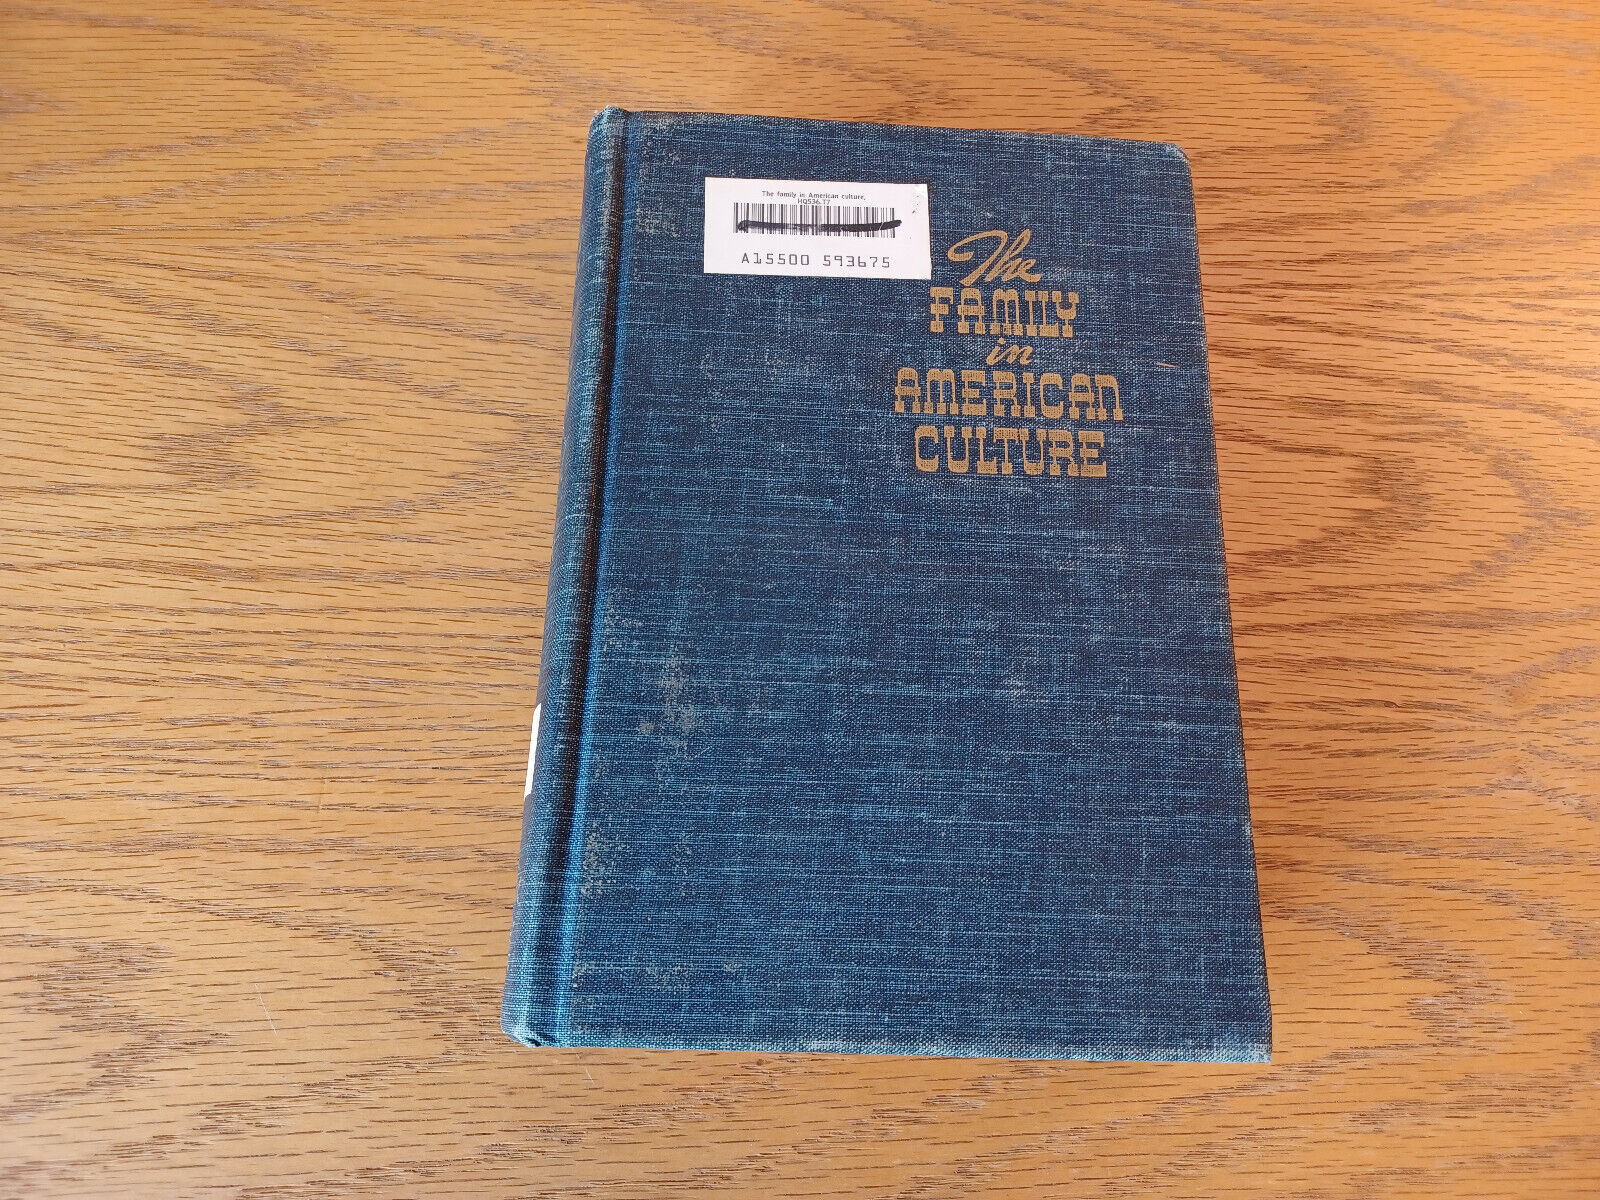 The family in American culture,
HQ536.T7
A15500 593675
The
FAMILY
in
AMERICAN
CULTURE